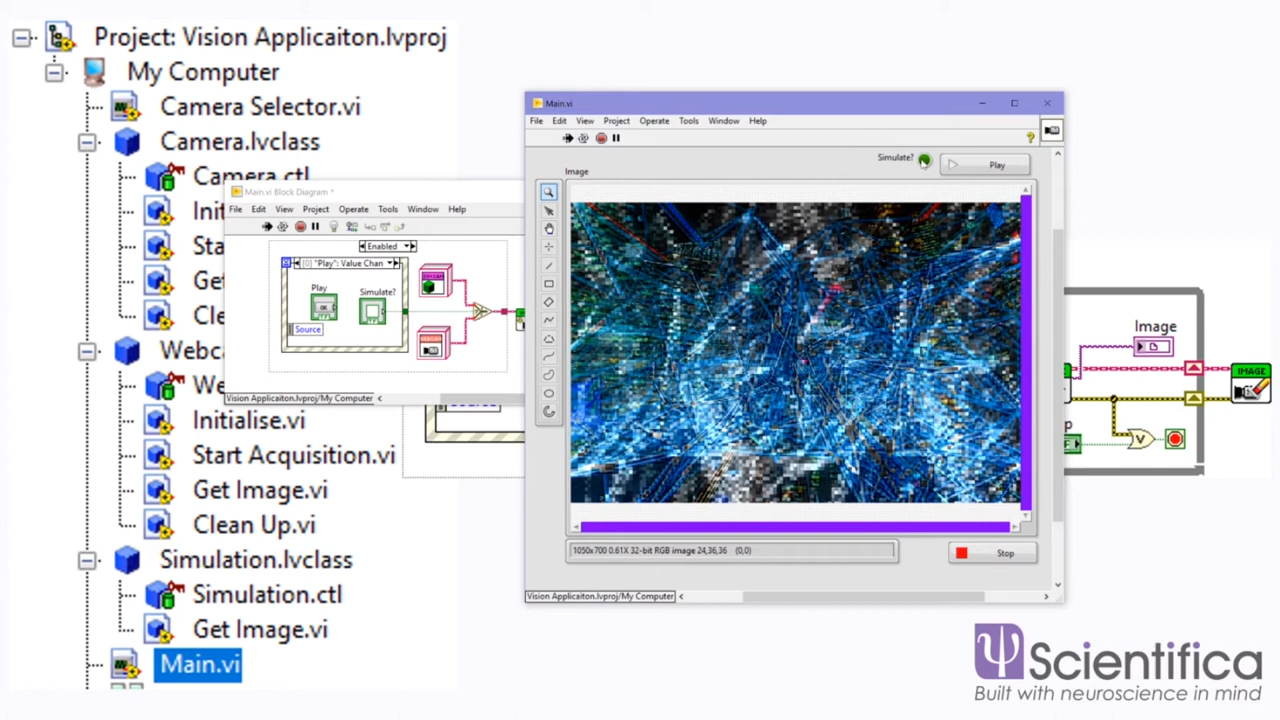 Project: Vision Applicaiton.lvproj
My Computer
Camera Selector.vi
Camera.lvclass
Camera.ctl
Webc
Initialise.vi
Start Acquisition.vi
Get Image.vi
Clean Up.vi
Simulation.lvclass
Simulation.ctl
Get Image.vi
Main.vi
Main.vi Block Diagram *
File Edit View Project Operate Tools Window Help
Enabled
[0] "Play": Value Chan
Play
Simulate?
OK
Source
Vision Applicaiton.lvproj/My Computer
Main.vi
File Edit View Project Operate Tools Window Help
Simulate?
Play
Image
1050x700 0.61X 32-bit RGB image 24,36,36 (0,0)
Stop
Vision Applicaiton.lvproj/My Computer
Image
IMAGE
Scientifica
Built with neuroscience in mind